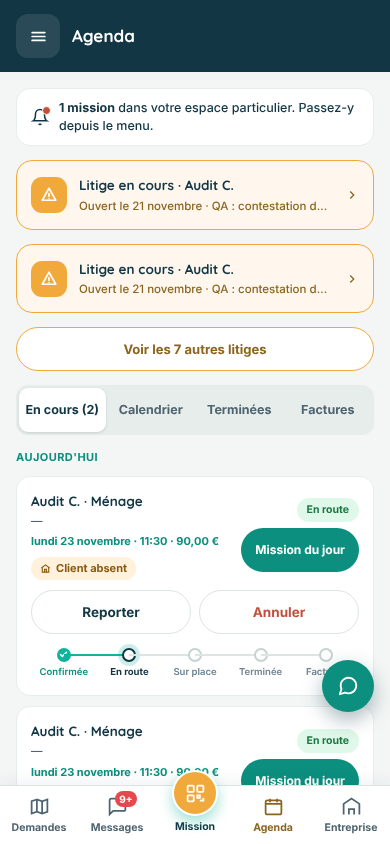 Agenda
1 mission dans votre espace particulier. Passez-y
depuis le menu.
Litige en cours · Audit C.
Ouvert le 21 novembre · QA : contestation d...
Litige en cours · Audit C.
Ouvert le 21 novembre · QA : contestation d...
Voir les 7 autres litiges
En cours (2) Calendrier Terminées Factures
AUJOURD'HUI
Audit C. · Ménage
En route
—
lundi 23 novembre · 11:30 · 90,00 €
Mission du jour
Client absent
Reporter Annuler
Confirmée En route Sur place Terminée
Audit C. · Ménage
En route
—
lundi 23 novembre · 11:30 · 90,00 €
Mission du jour
9+
Demandes Messages Mission Agenda Entreprise